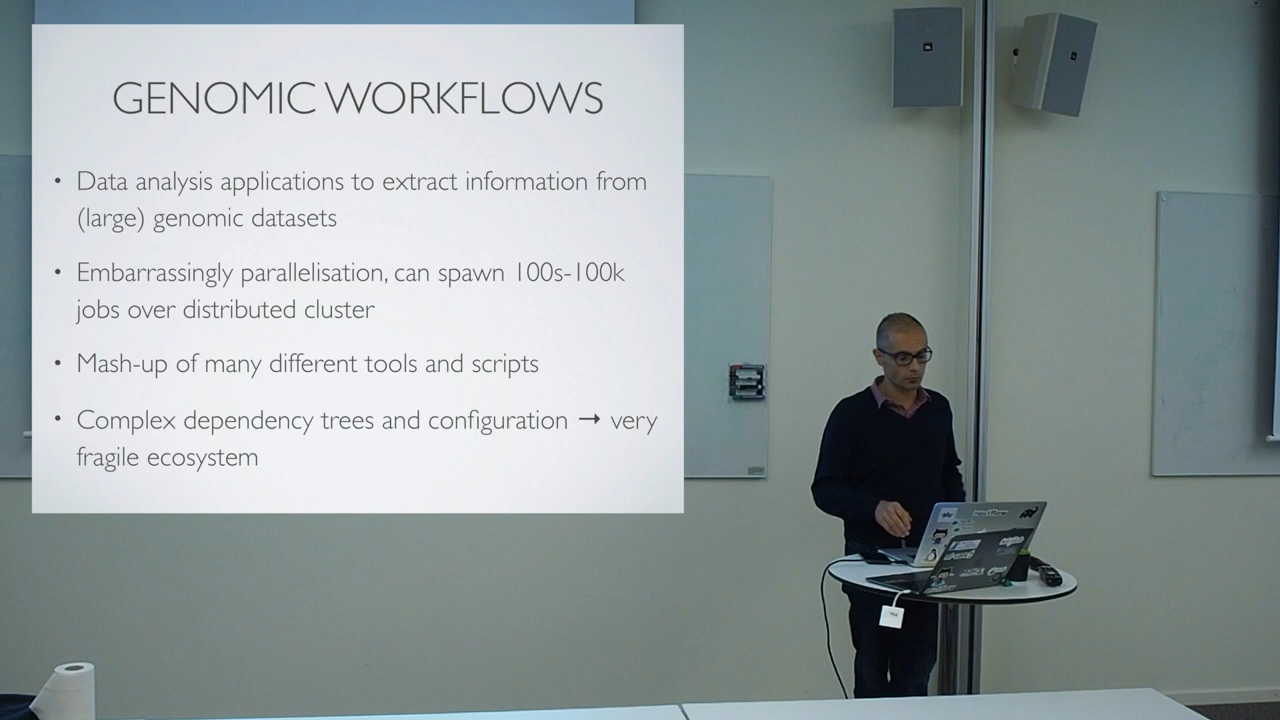 GENOMIC WORKFLOWS
• Data analysis applications to extract information from
(large) genomic datasets
• Embarrassingly parallelisation, can spawn 100s-100k
jobs over distributed cluster
• Mash-up of many different tools and scripts
• Complex dependency trees and configuration → very
fragile ecosystem
JBL
nextflow